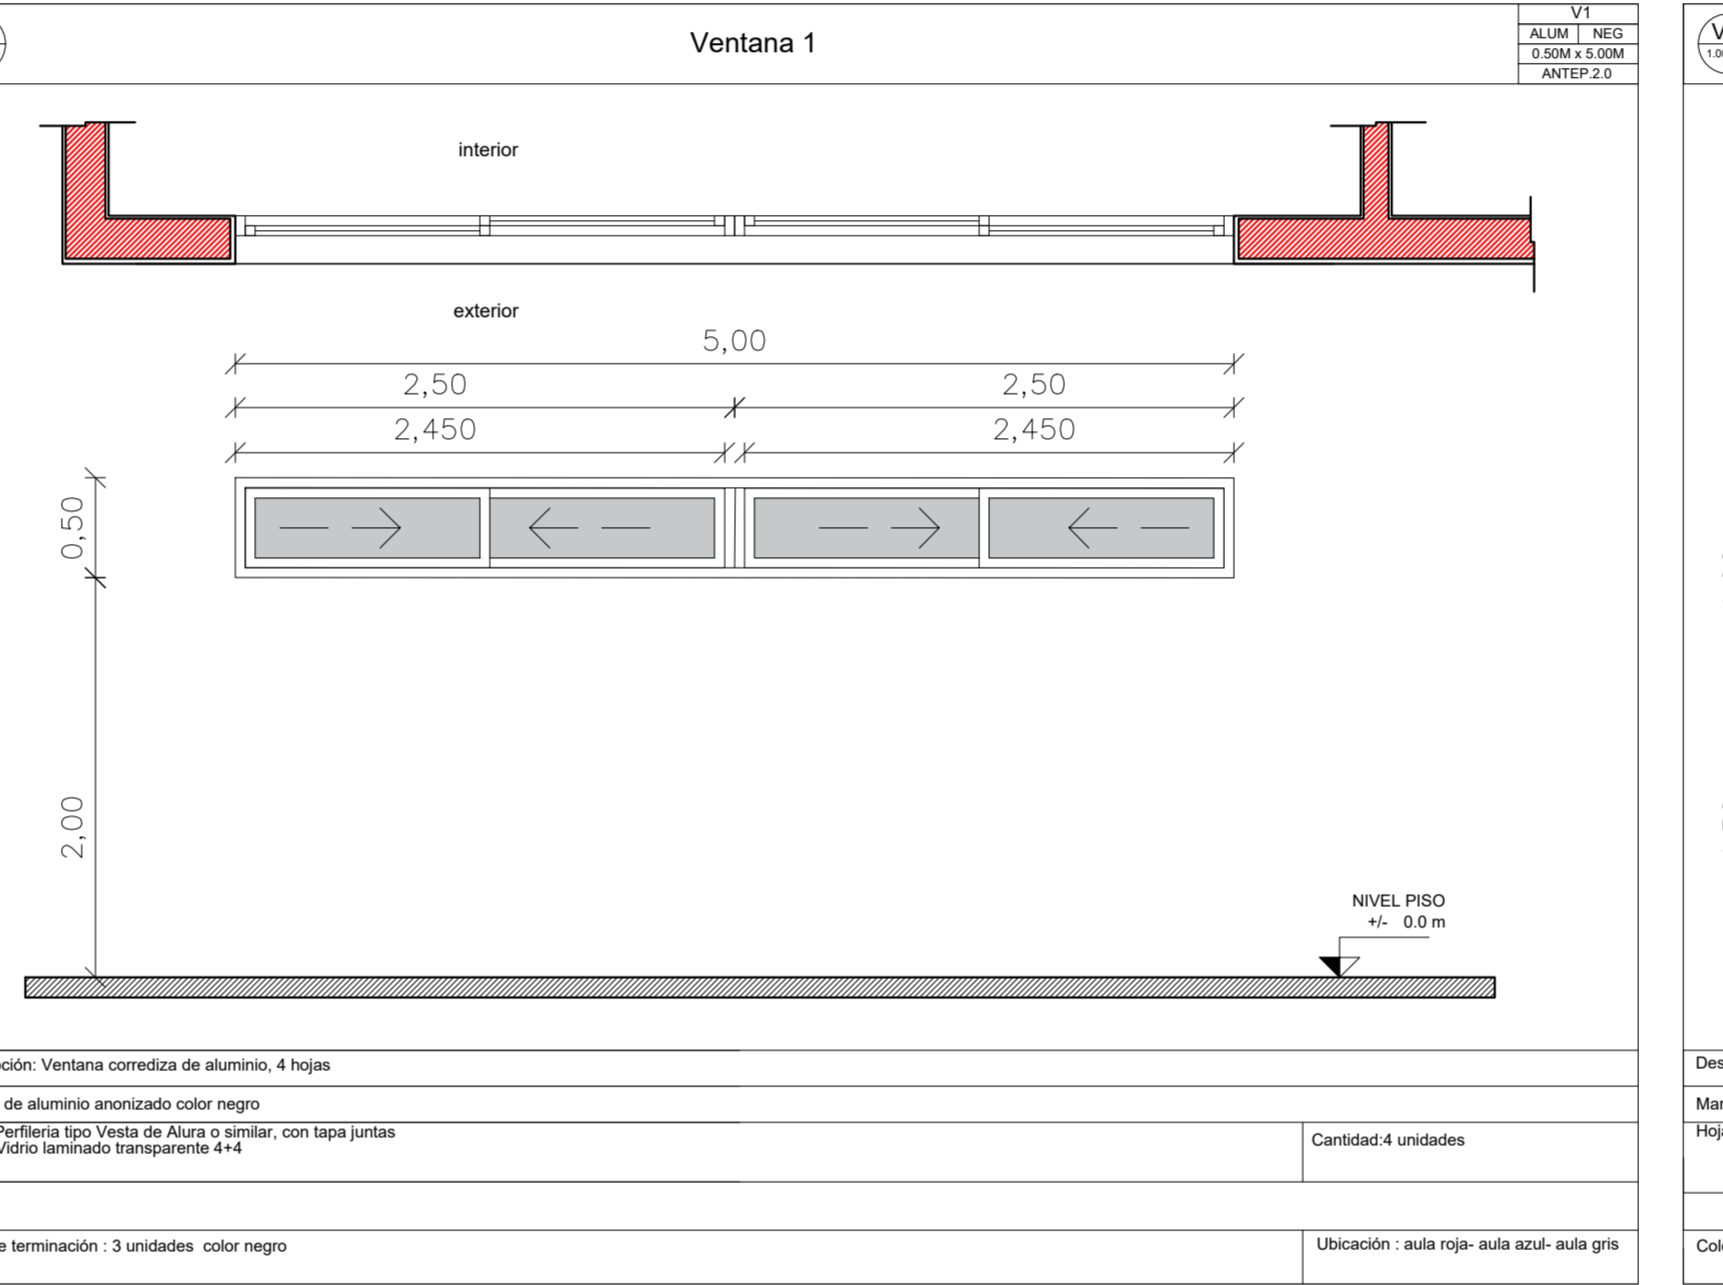 Ventana 1
V1
ALUM NEG
0.50M x 5.00M
ANTEP.2.0
interior
exterior
5,00
2,50 2,50
2,450 2,450
0,50
2,00
NIVEL PISO
+/- 0.0 m
ción: Ventana corrediza de aluminio, 4 hojas
de aluminio anonizado color negro
Perfileria tipo Vesta de Alura o similar, con tapa juntas
Vidrio laminado transparente 4+4
Cantidad:4 unidades
e terminación : 3 unidades color negro
Ubicación : aula roja- aula azul- aula gris
V
1.0
Des
Mar
Hoj
Col